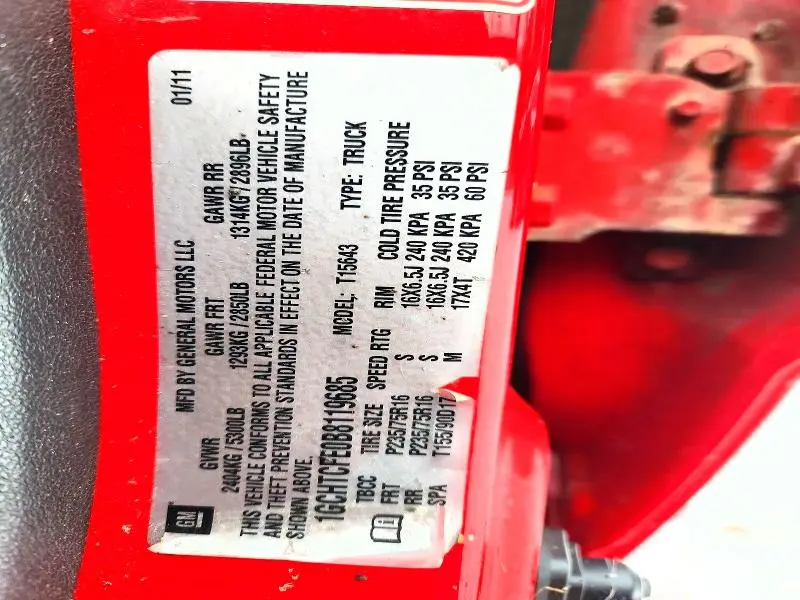 GM
MFD BY GENERAL MOTORS LLC 01/11
GVWR GAWR FRT GAWR RR
2404KG / 5300LB 1293KG / 2850LB 1314KG / 2896LB
THIS VEHICLE CONFORMS TO ALL APPLICABLE FEDERAL MOTOR VEHICLE SAFETY
AND THEFT PREVENTION STANDARDS IN EFFECT ON THE DATE OF MANUFACTURE
SHOWN ABOVE.
1GCHTCFE0B8119685 MODEL: T15643 TYPE: TRUCK
TBCC TIRE SIZE SPEED RTG RIM COLD TIRE PRESSURE
FRT P235/75R16 S 16X6.5J 240 KPA 35 PSI
RR P235/75R16 S 16X6.5J 240 KPA 35 PSI
SPA T155/90D17 M 17X4T 420 KPA 60 PSI